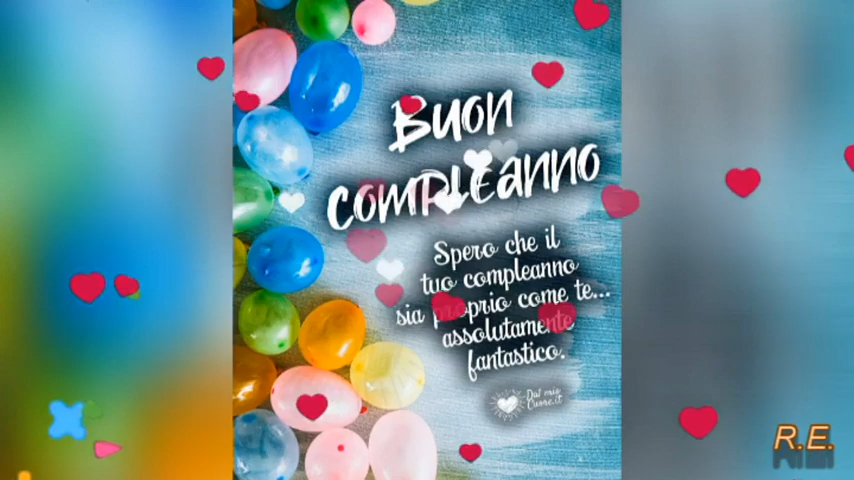 Buon
compleanno
Spero che il
tuo compleanno
sia proprio come te...
assolutamente
fantastico.
Dal mio
Cuore.it
R.E.